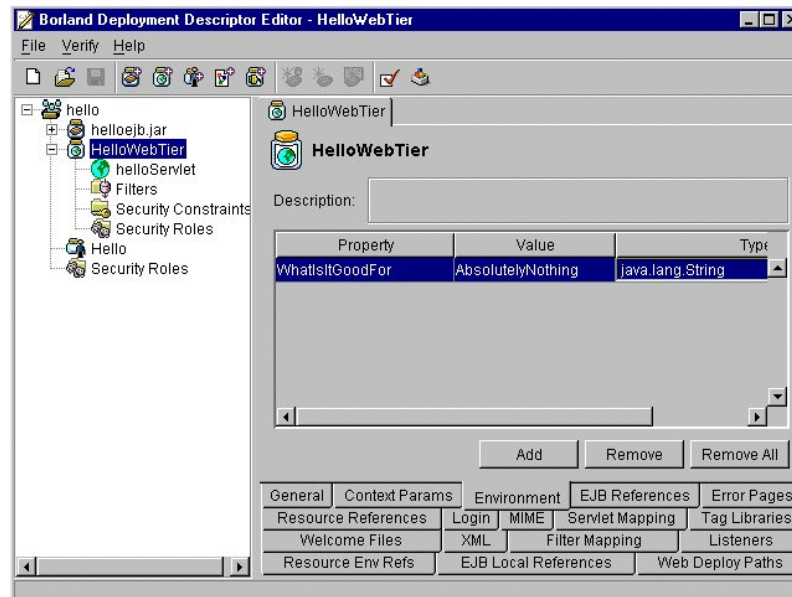 Borland Deployment Descriptor Editor - HelloWebTier
File Verify Help
hello
helloejb.jar
HelloWebTier
helloServlet
Filters
Security Constraints
Security Roles
Hello
Security Roles
HelloWebTier
HelloWebTier
Description:
Property Value Type
WhatIsItGoodFor AbsolutelyNothing java.lang.String
Add Remove Remove All
General Context Params Environment EJB References Error Pages
Resource References Login MIME Servlet Mapping Tag Libraries
Welcome Files XML Filter Mapping Listeners
Resource Env Refs EJB Local References Web Deploy Paths